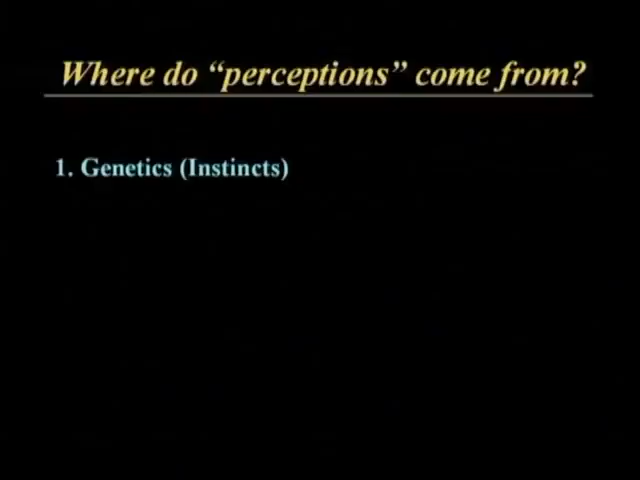 Where do “perceptions” come from?
1. Genetics (Instincts)